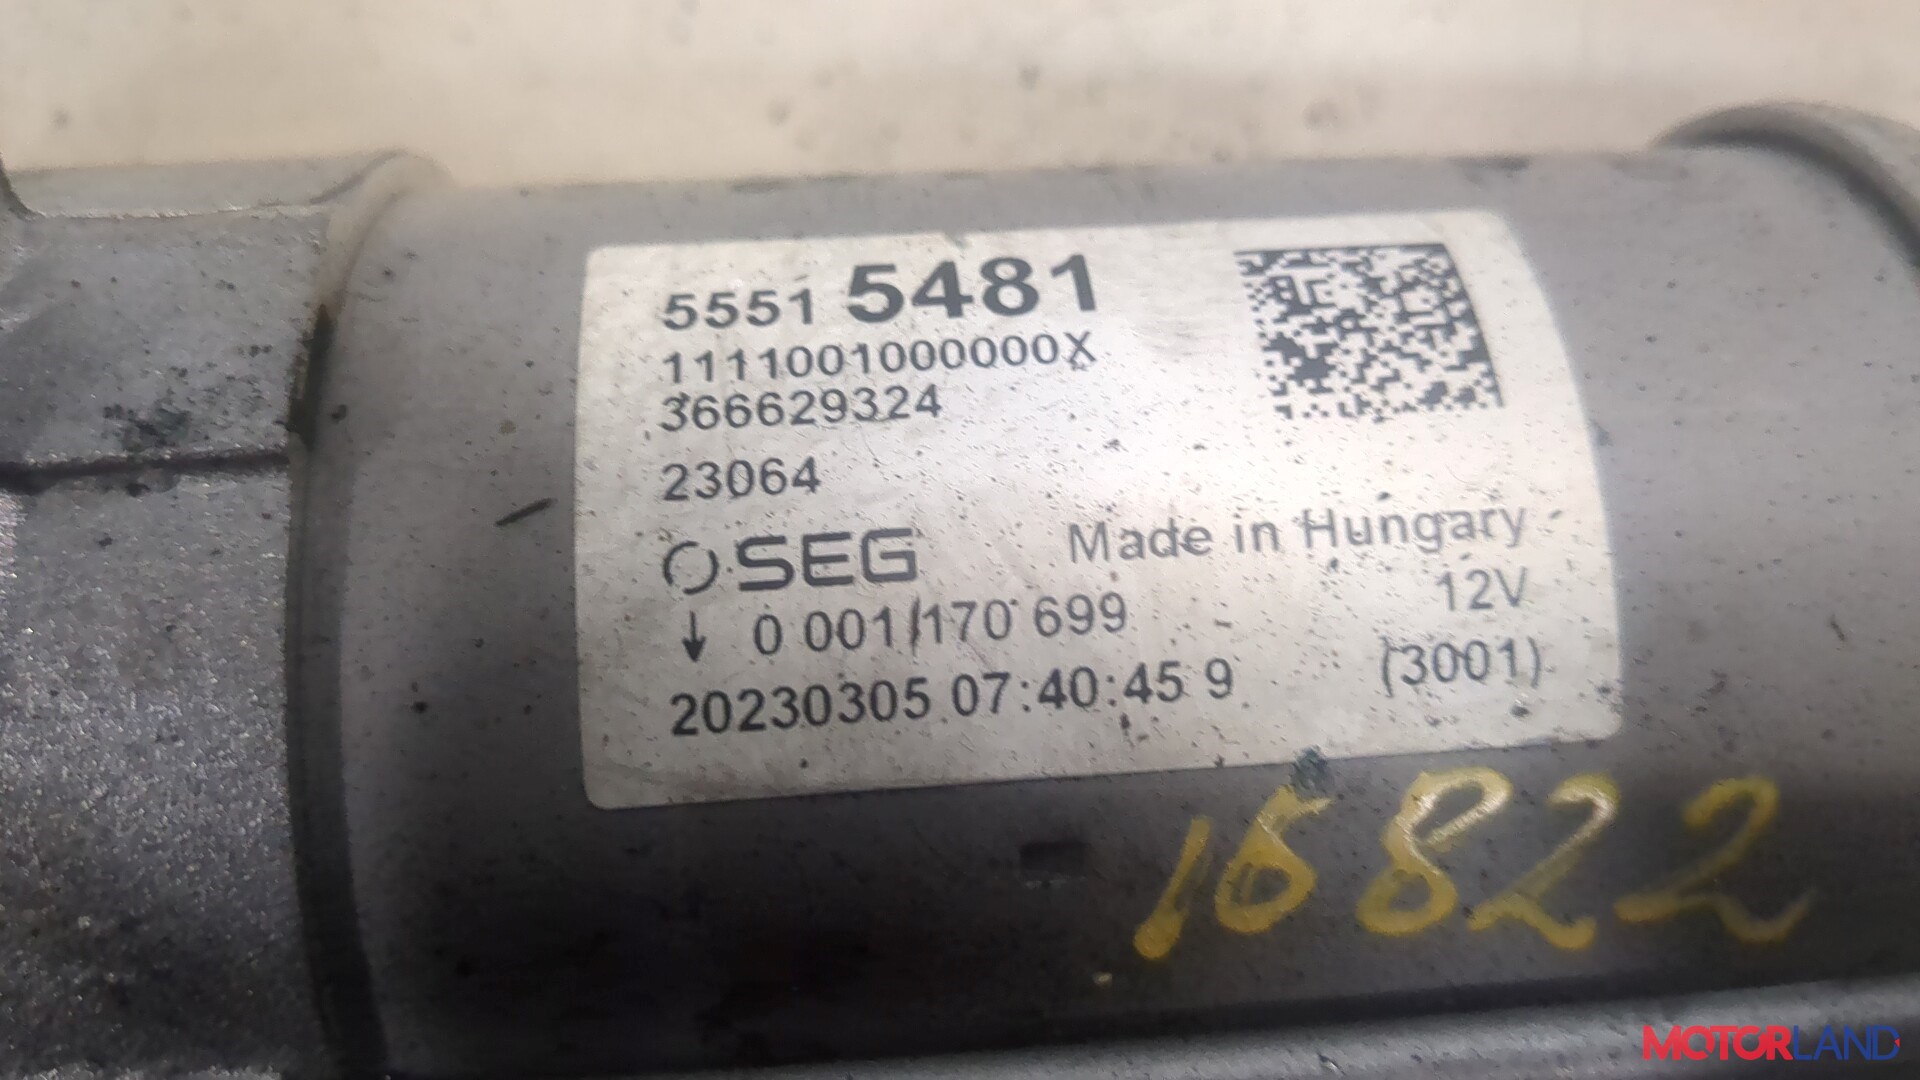 5551 5481
1111001000000X
366629324
23064
SEG Made in Hungary
0 001 170 699 12V
20230305 07:40:45 9 (3001)
16822
MOTORLAND